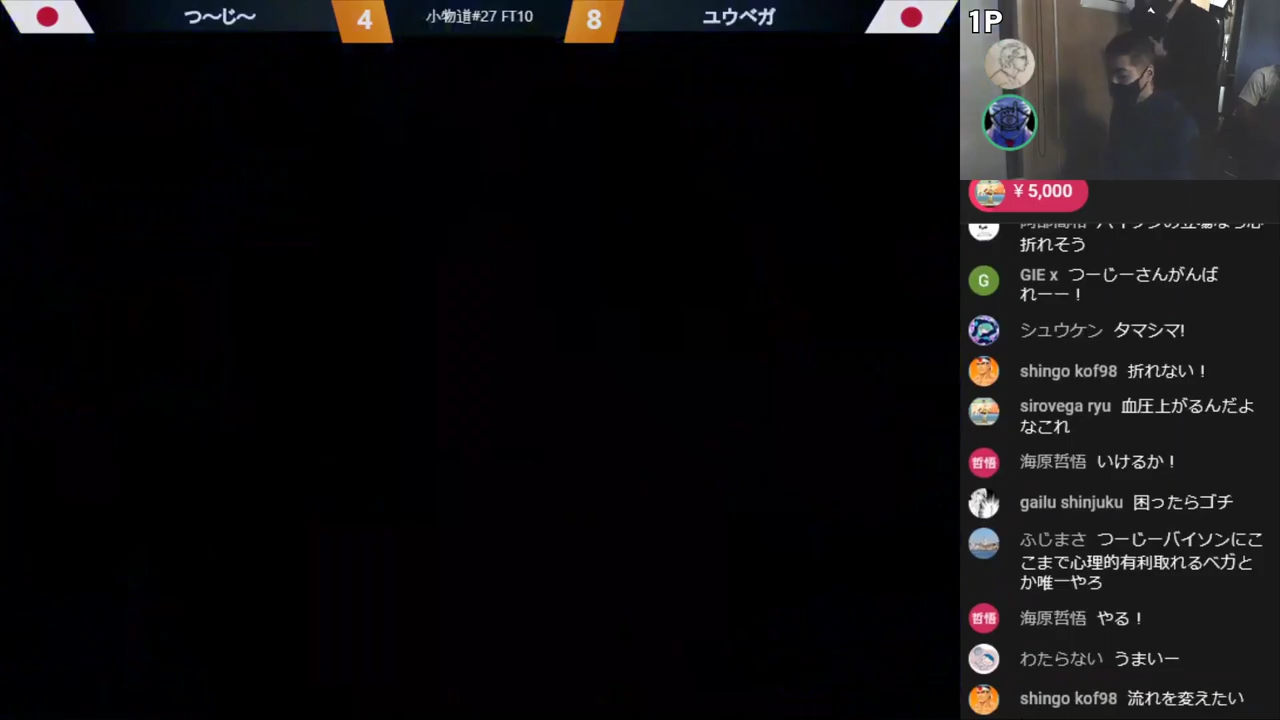 つ〜じ〜
4
小物道#27 FT10
8
ユウベガ
1P
¥ 5,000
折れそう
GIE x つーじーさんがんば
れーー！
G
シュウケン タマシマ!
shingo kof98 折れない！
sirovega ryu 血圧上がるんだよ
なこれ
哲悟 海原哲悟 いけるか！
gailu shinjuku 困ったらゴチ
ふじまさ つーじーバイソンにこ
こまで心理的有利取れるベガと
か唯一やろ
哲悟 海原哲悟 やる！
わたらない うまいー
shingo kof98 流れを変えたい